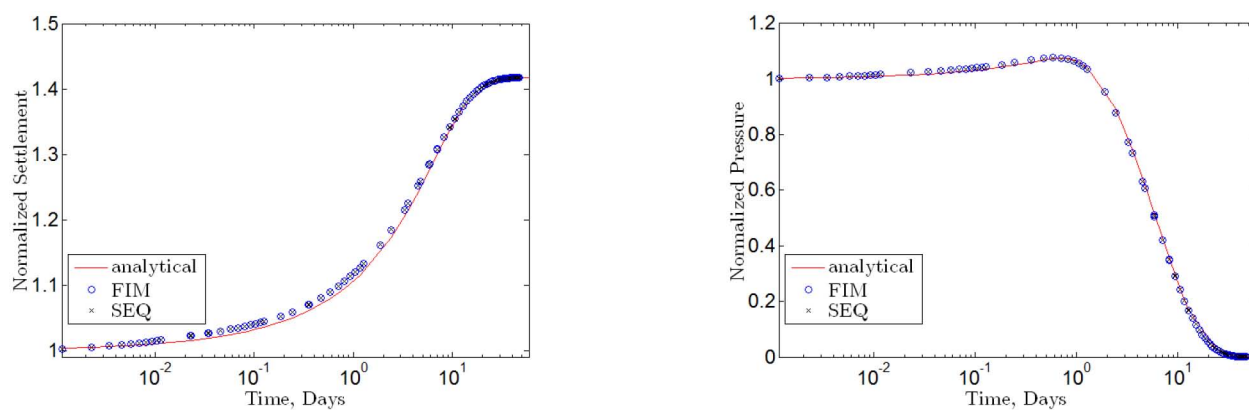 1.5
1.4
1.3
1.2
1.1
1
Normalized Settlement
analytical
FIM
SEQ
10^-2
10^-1
10^0
10^1
Time, Days
1.2
1
0.8
0.6
0.4
0.2
0
Normalized Pressure
analytical
FIM
SEQ
10^-2
10^-1
10^0
10^1
Time, Days